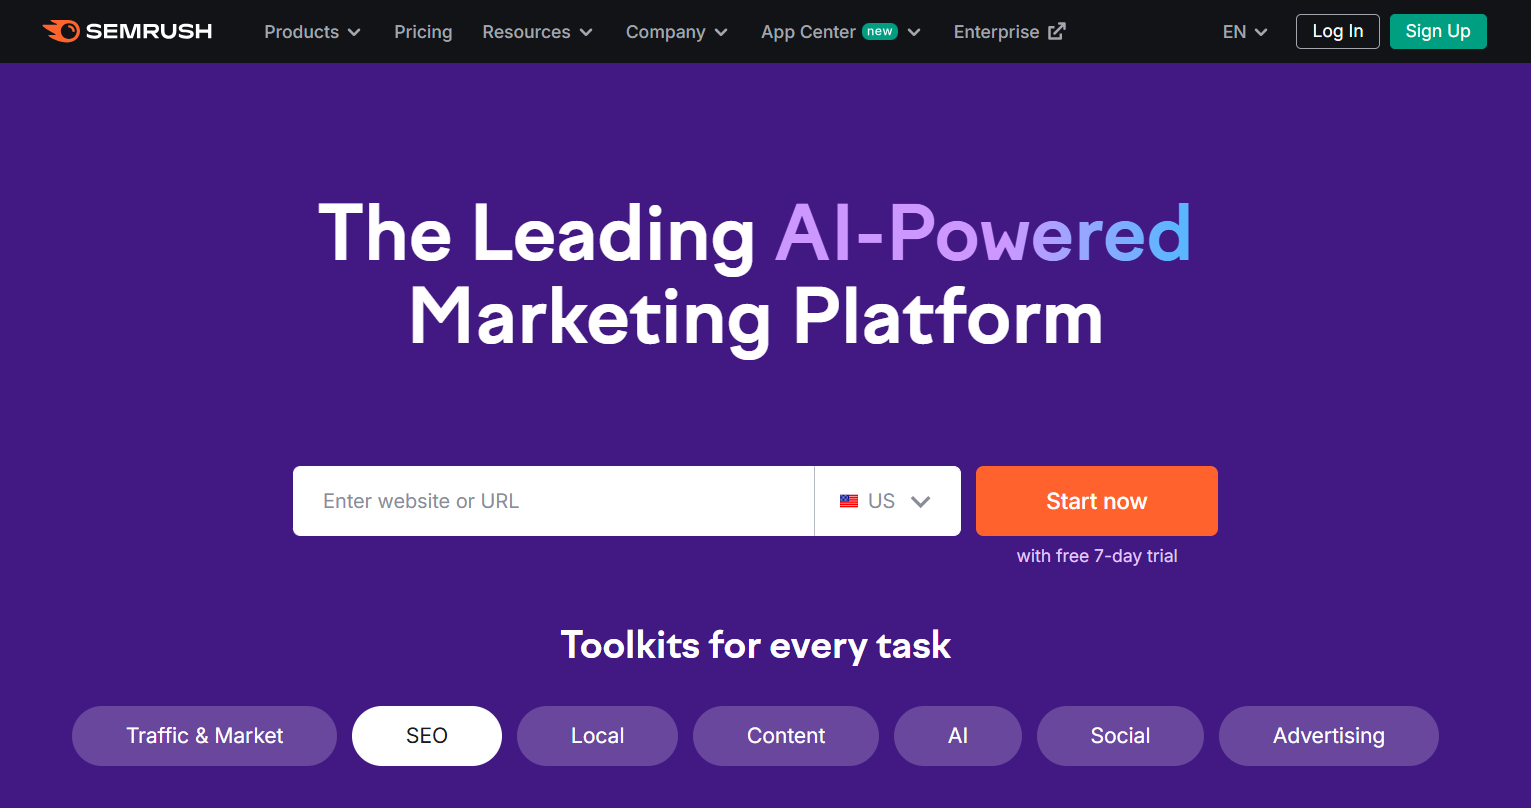 SEMRUSH Products Pricing Resources Company App Center new Enterprise EN Log In Sign Up
The Leading AI-Powered
Marketing Platform
Enter website or URL US Start now
with free 7-day trial
Toolkits for every task
Traffic & Market SEO Local Content AI Social Advertising